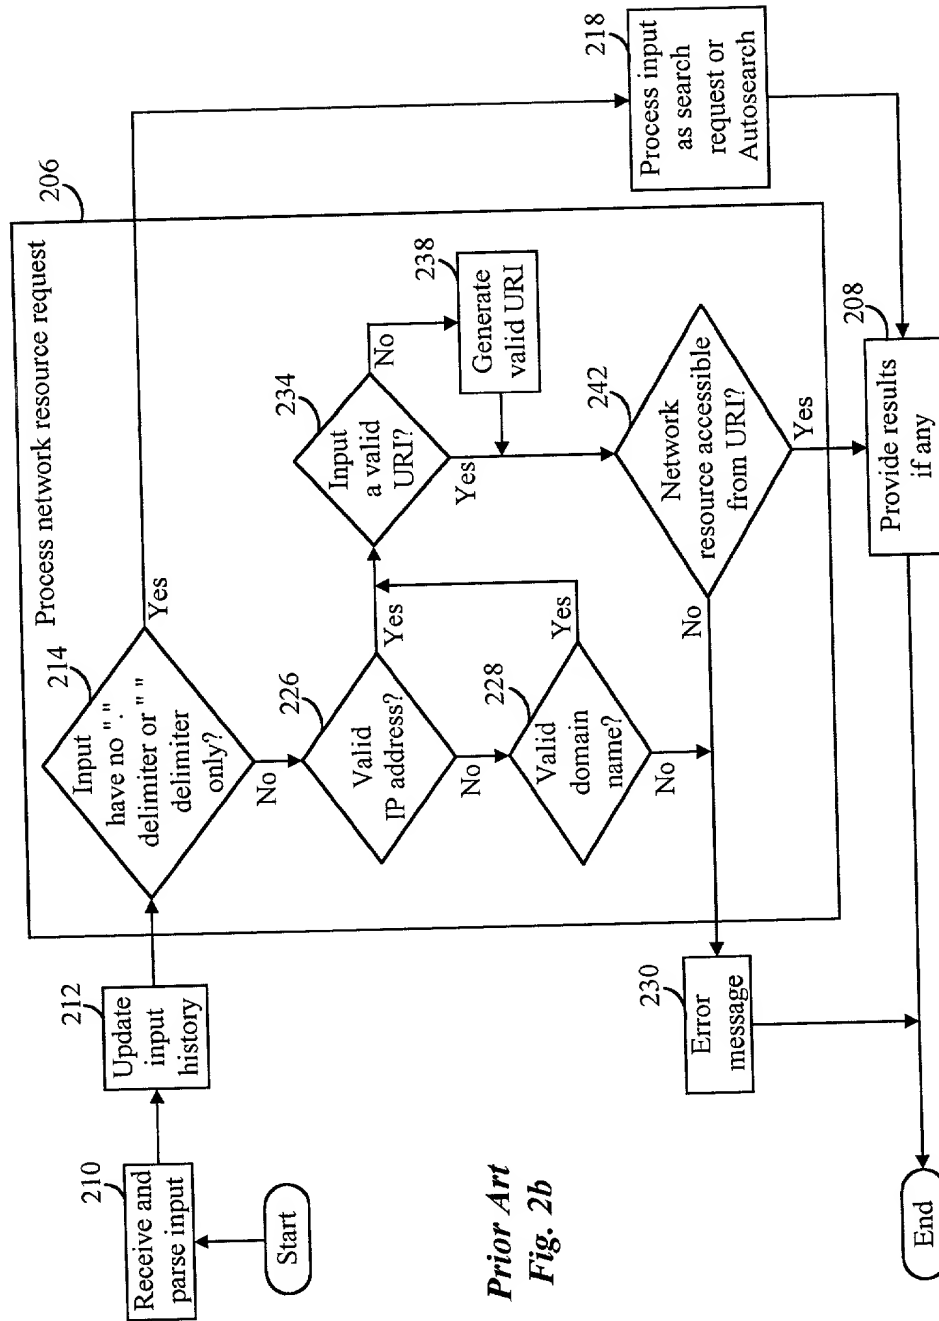 206
Process network resource request
210
Receive and
parse input
Start
212
Update
input
history
214
Input
have no "."
delimiter or " "
delimiter
only?
Yes
No
218
Process input
as search
request or
Autosearch
226
Valid
IP address?
Yes
No
228
Valid
domain
name?
Yes
No
234
Input
a valid
URI?
No
Yes
238
Generate
valid URI
242
Network
resource accessible
from URI?
No
Yes
230
Error
message
208
Provide results
if any
End
Prior Art
Fig. 2b